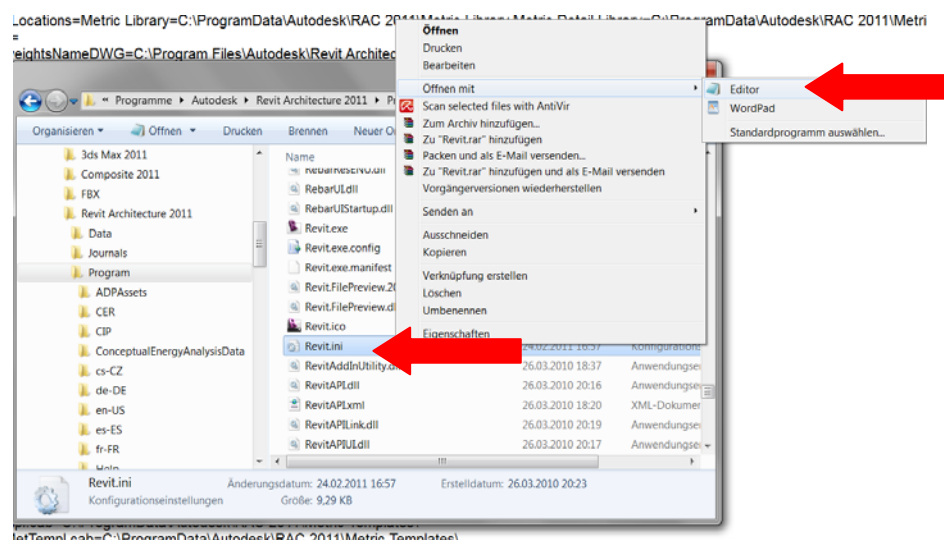 Locations=Metric Library=C:\ProgramData\Autodesk\RAC 2011\Metric Library, Metric Detail Library=C:\ProgramData\Autodesk\RAC 2011\Metri
=
eightsNameDWG=C:\Program Files\Autodesk\Revit Architec
« Programme Autodesk Revit Architecture 2011
Organisieren Öffnen Drucken Brennen Neuer
3ds Max 2011
Composite 2011
FBX
Revit Architecture 2011
Data
Journals
Program
ADPAssets
CER
CIP
ConceptualEnergyAnalysisData
cs-CZ
de-DE
en-US
es-ES
fr-FR
Help
Name
RebarUI.dll
RebarUIStartup.dll
Revit.exe
Revit.exe.config
Revit.exe.manifest
Revit.FilePreview.20
Revit.FilePreview.d
Revit.ico
Revit.ini 24.02.2011 16:57 Konfigurations
RevitAddInUtility.d 26.03.2010 18:37 Anwendungse
RevitAPI.dll 26.03.2010 20:16 Anwendungse
RevitAPI.xml 26.03.2010 18:20 XML-Dokumen
RevitAPILink.dll 26.03.2010 20:19 Anwendungse
RevitAPIUI.dll 26.03.2010 20:17 Anwendungse
Öffnen
Drucken
Bearbeiten
Öffnen mit
Scan selected files with AntiVir
Zum Archiv hinzufügen...
Zu "Revit.rar" hinzufügen
Packen und als E-Mail versenden...
Zu "Revit.rar" hinzufügen und als E-Mail versenden
Vorgängerversionen wiederherstellen
Senden an
Ausschneiden
Kopieren
Verknüpfung erstellen
Löschen
Umbenennen
Eigenschaften
Editor
WordPad
Standardprogramm auswählen...
Revit.ini Änderungsdatum: 24.02.2011 16:57 Erstelldatum: 26.03.2010 20:23
Konfigurationseinstellungen Größe: 9,29 KB
MetTempl cab=C:\ProgramData\Autodesk\RAC 2011\Metric Templates\